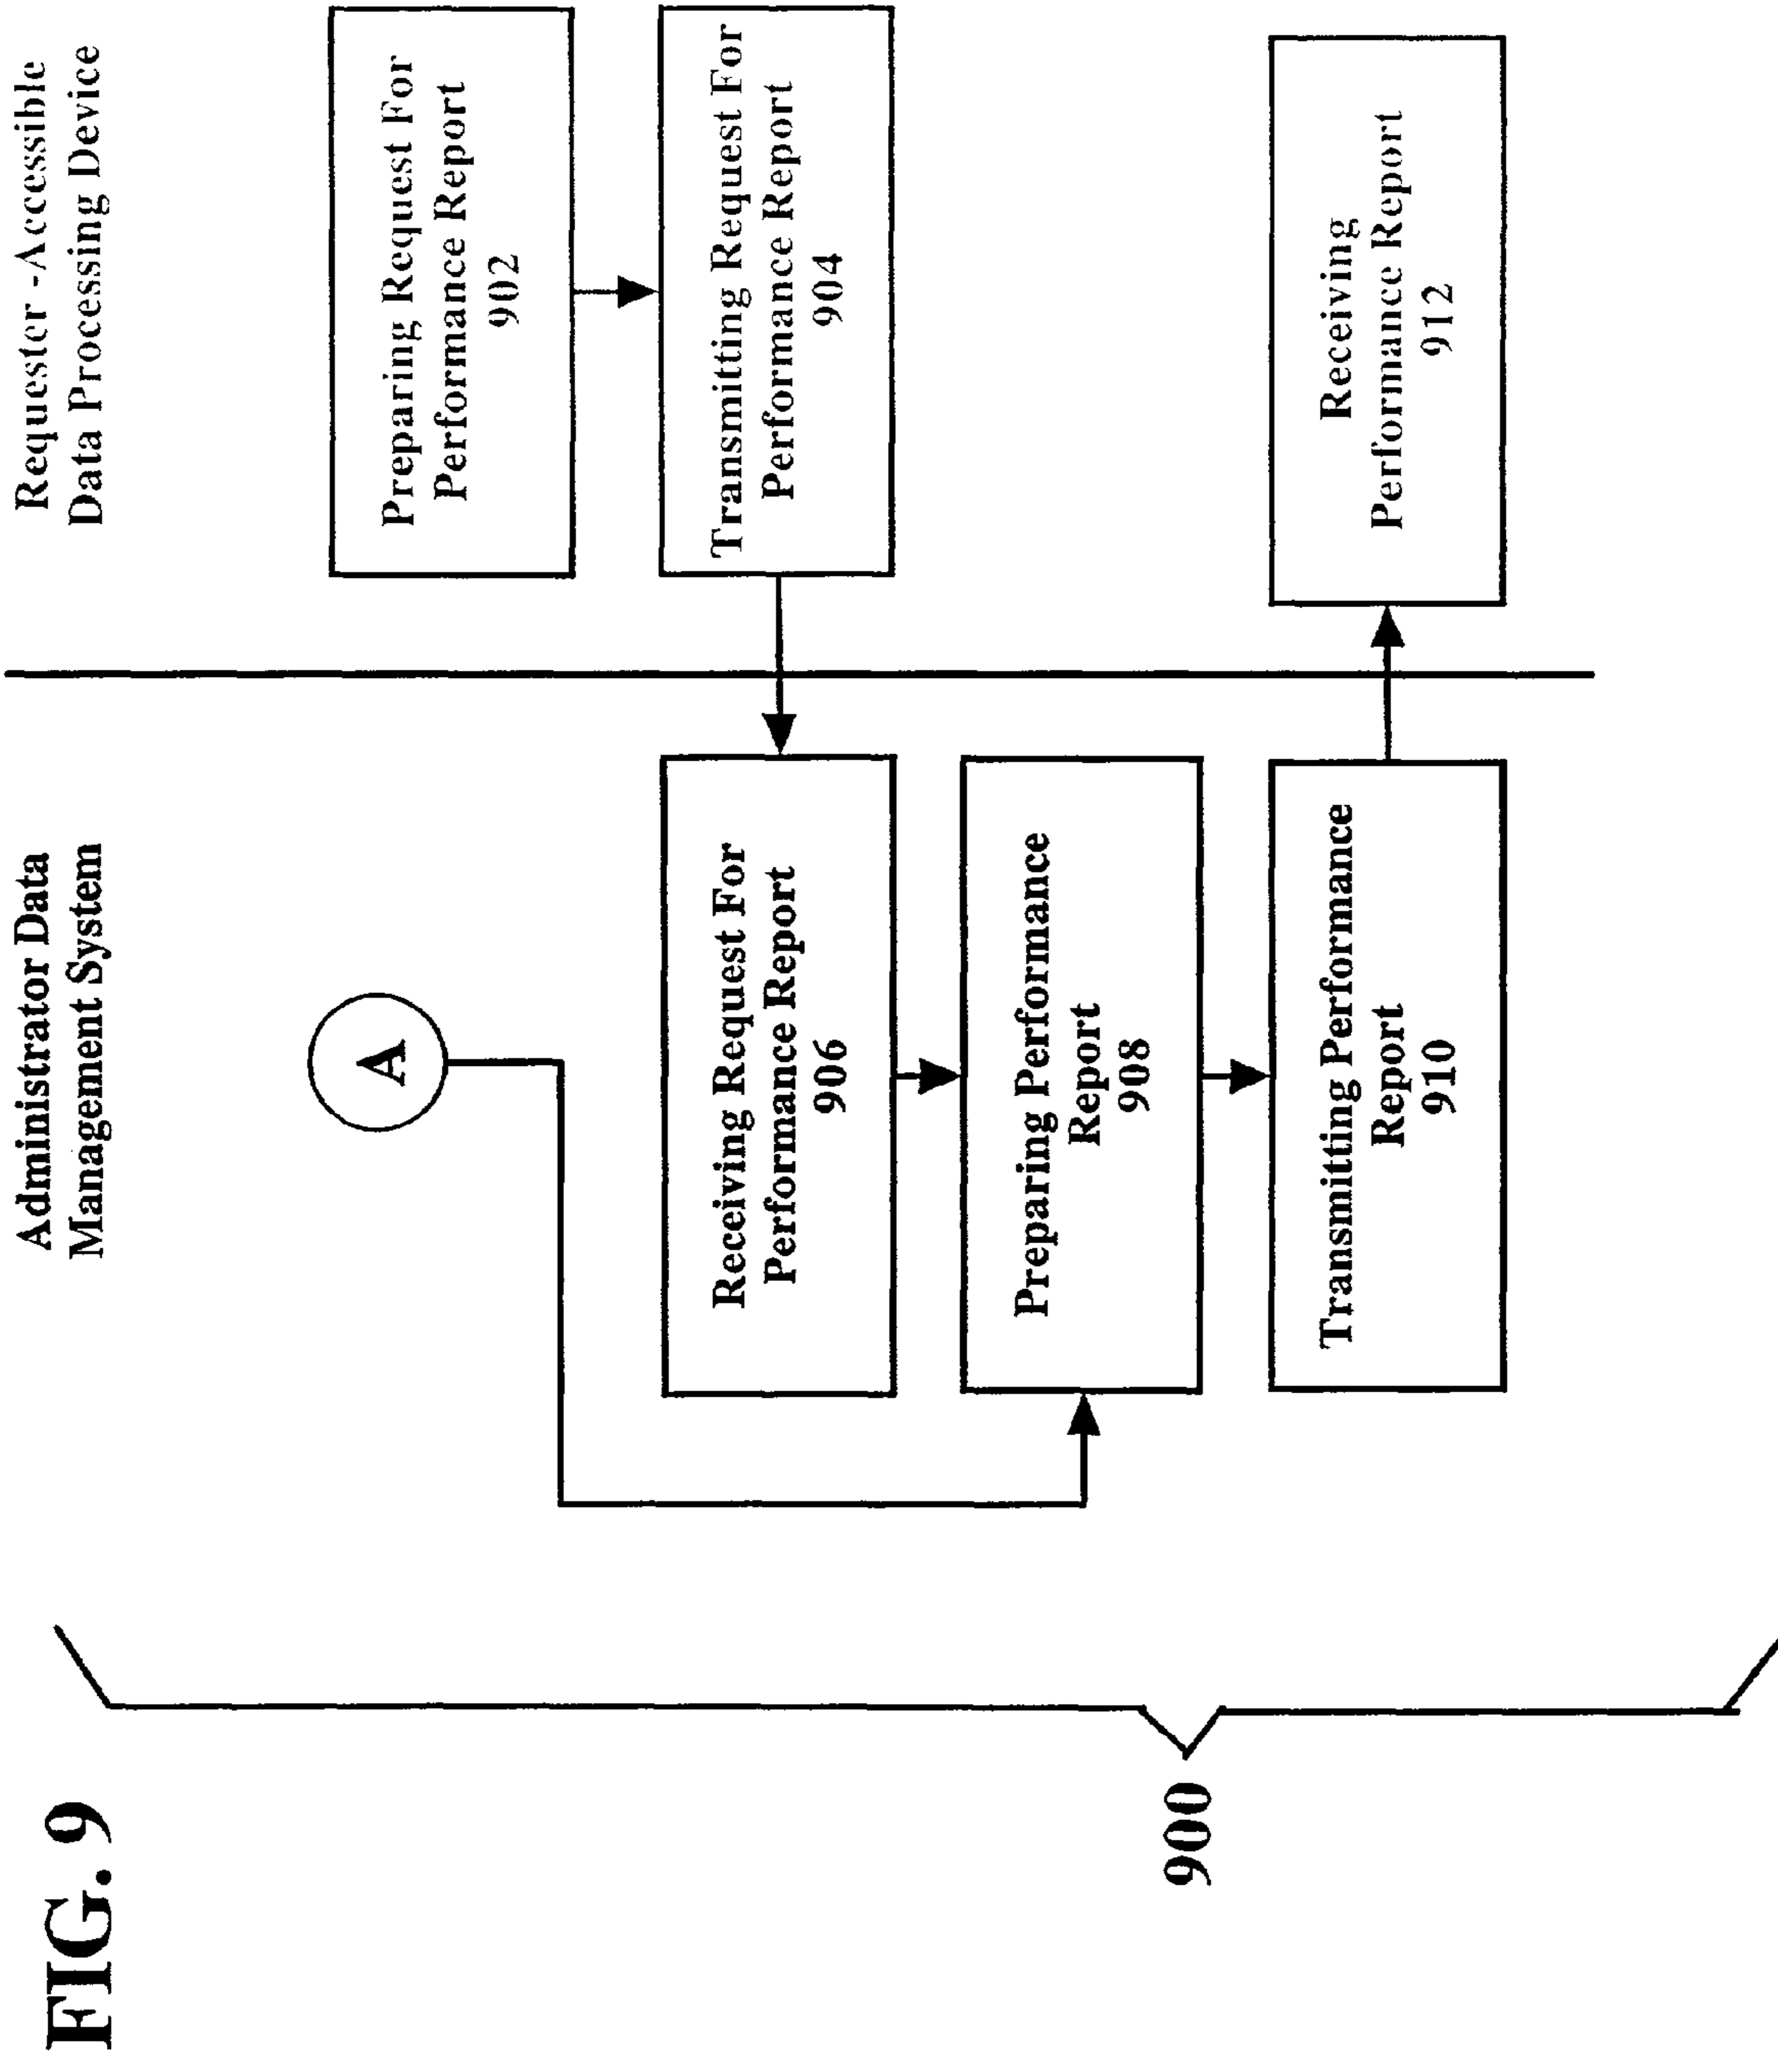 FIG. 9
Administrator Data
Management System
Requester -Accessible
Data Processing Device
A
Preparing Request For
Performance Report
902
Transmitting Request For
Performance Report
904
Receiving Request For
Performance Report
906
Preparing Performance
Report
908
Transmitting Performance
Report
910
Receiving
Performance Report
912
900